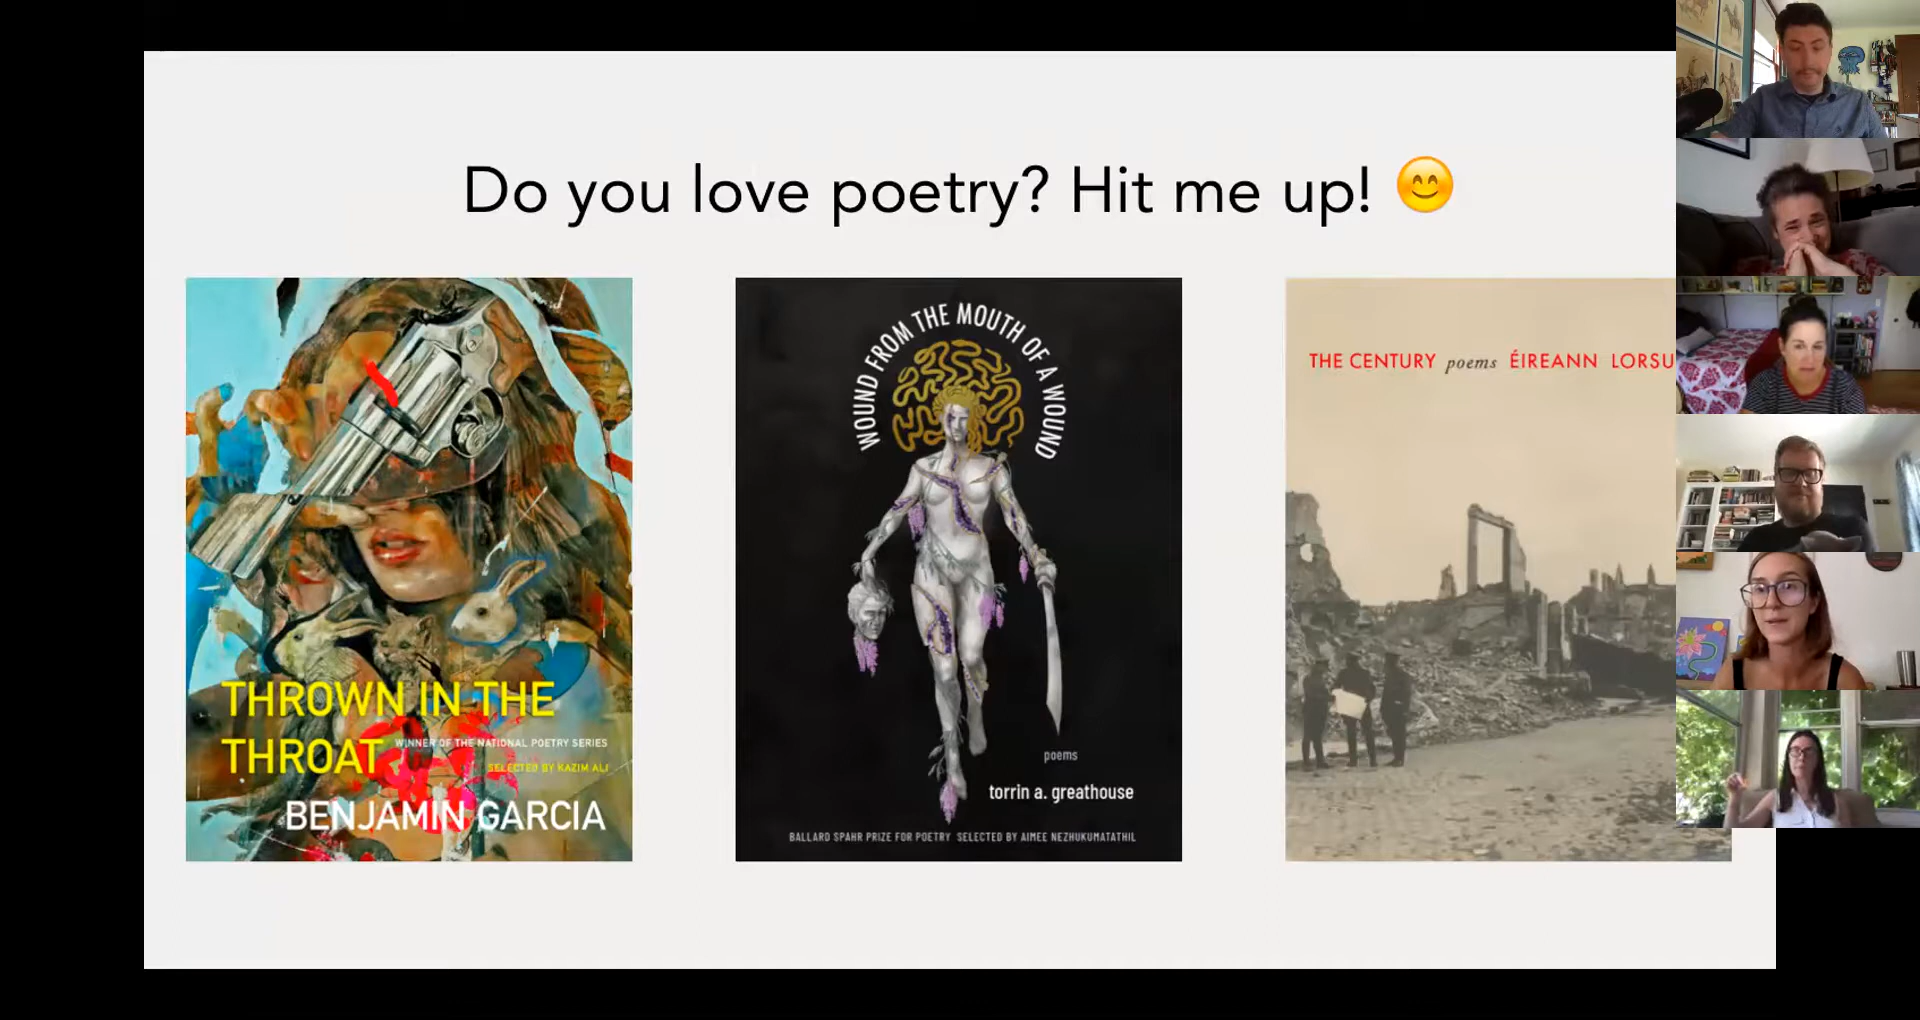 Do you love poetry? Hit me up! 😊
THROWN IN THE
THROAT
WINNER OF THE NATIONAL POETRY SERIES
SELECTED BY KAZIM ALI
BENJAMIN GARCIA
WOUND FROM THE MOUTH OF A WOUND
poems
torrin a. greathouse
BALLARD SPAHR PRIZE FOR POETRY SELECTED BY AIMEE NEZHUKUMATATHIL
THE CENTURY poems ÉIREANN LORSU